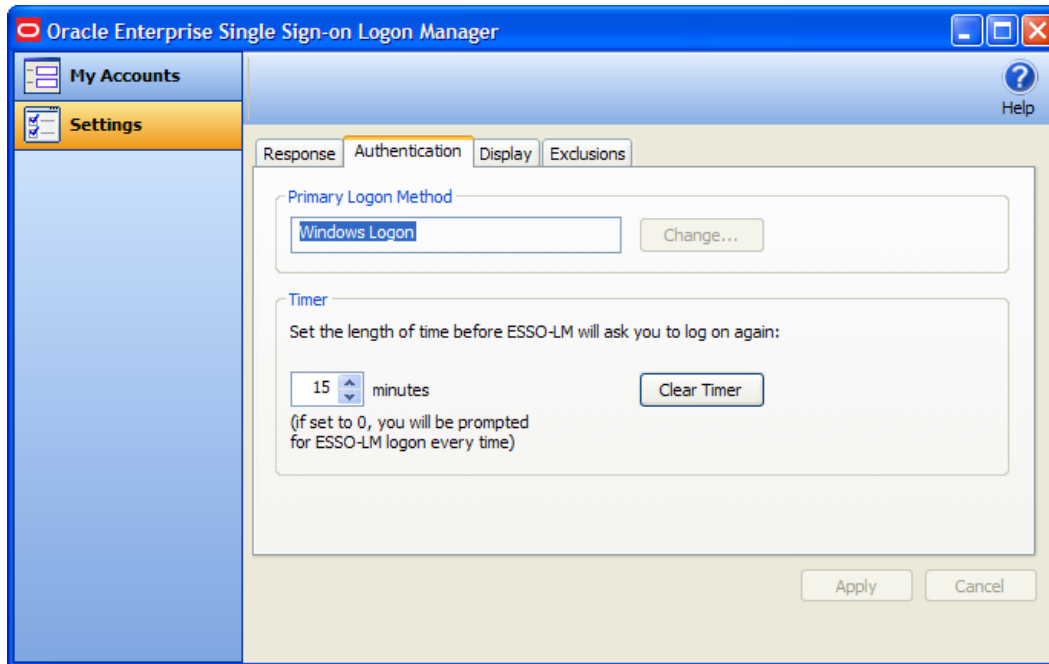 Oracle Enterprise Single Sign-on Logon Manager
My Accounts
Settings
Help
Response Authentication Display Exclusions
Primary Logon Method
Windows Logon Change...
Timer
Set the length of time before ESSO-LM will ask you to log on again:
15 minutes Clear Timer
(if set to 0, you will be prompted
for ESSO-LM logon every time)
Apply Cancel